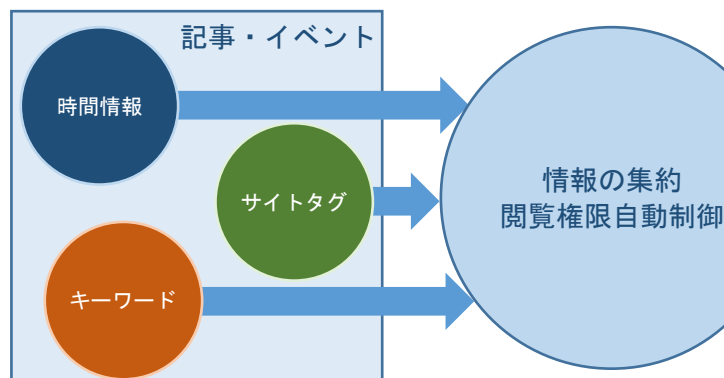 記事・イベント
時間情報
サイトタグ
キーワード
情報の集約
閲覧権限自動制御